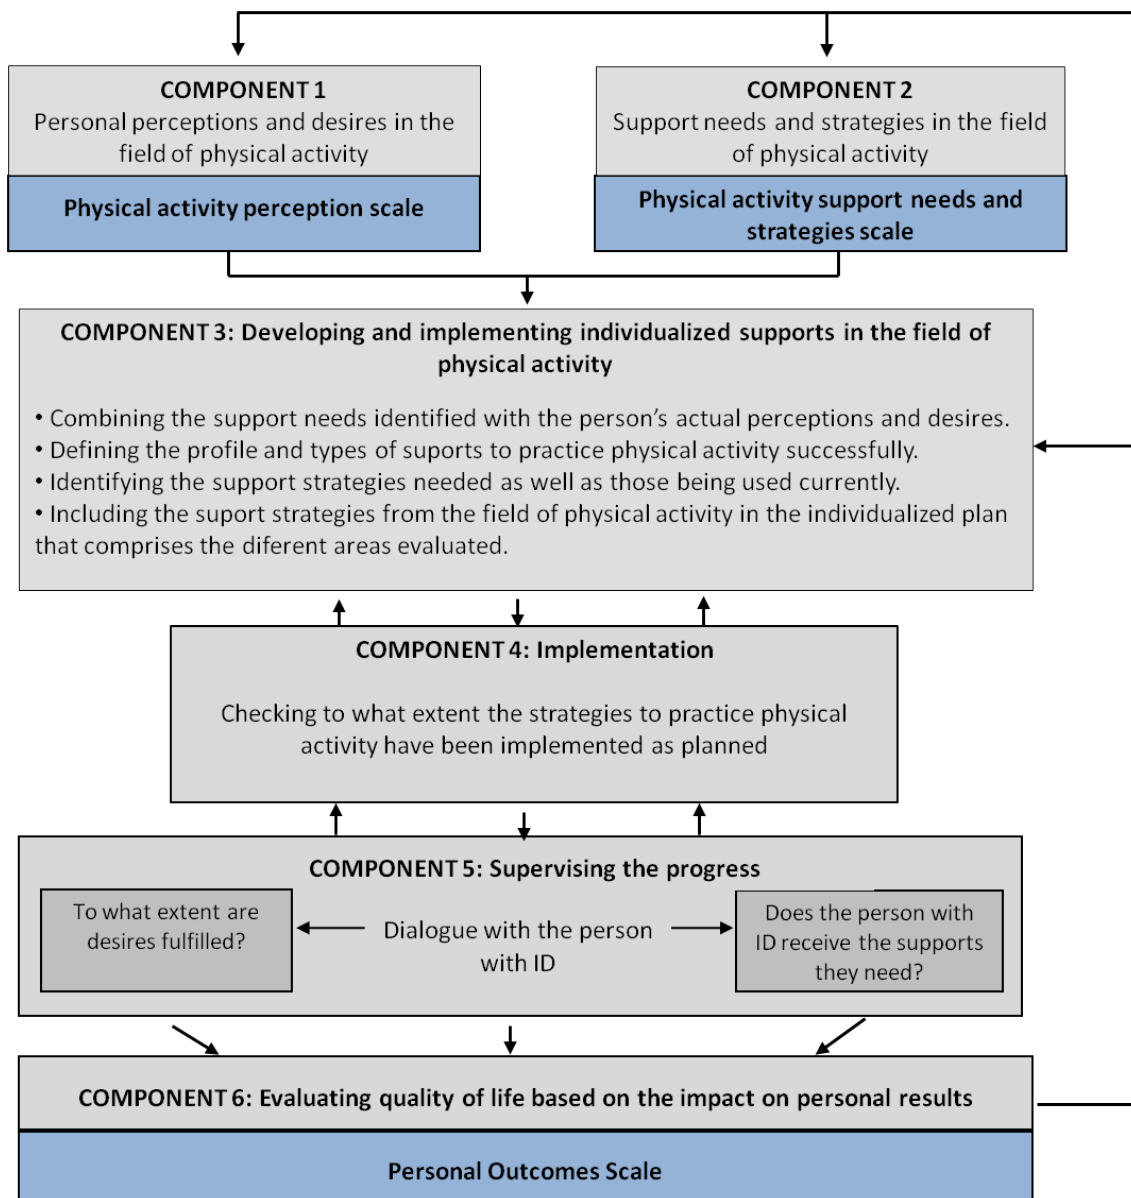 COMPONENT 1
Personal perceptions and desires in the
field of physical activity
Physical activity perception scale
COMPONENT 2
Support needs and strategies in the field
of physical activity
Physical activity support needs and
strategies scale
COMPONENT 3: Developing and implementing individualized supports in the field of
physical activity
• Combining the support needs identified with the person’s actual perceptions and desires.
• Defining the profile and types of suports to practice physical activity successfully.
• Identifying the support strategies needed as well as those being used currently.
• Including the suport strategies from the field of physical activity in the individualized plan
that comprises the diferent areas evaluated.
COMPONENT 4: Implementation
Checking to what extent the strategies to practice physical
activity have been implemented as planned
COMPONENT 5: Supervising the progress
To what extent are
desires fulfilled?
Dialogue with the person
with ID
Does the person with
ID receive the supports
they need?
COMPONENT 6: Evaluating quality of life based on the impact on personal results
Personal Outcomes Scale